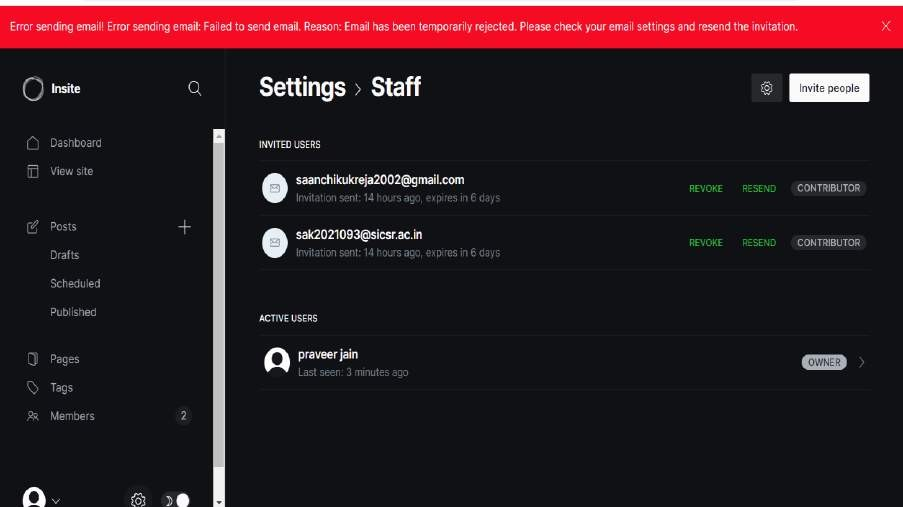 Error sending email! Error sending email: Failed to send email. Reason: Email has been temporarily rejected. Please check your email settings and resend the invitation.
Insite
Settings > Staff
Invite people
Dashboard
View site
Posts
Drafts
Scheduled
Published
Pages
Tags
Members 2
INVITED USERS
saanchikukreja2002@gmail.com
Invitation sent: 14 hours ago, expires in 6 days
REVOKE RESEND CONTRIBUTOR
sak2021093@sicsr.ac.in
Invitation sent: 14 hours ago, expires in 6 days
REVOKE RESEND CONTRIBUTOR
ACTIVE USERS
praveer jain
Last seen: 3 minutes ago
OWNER